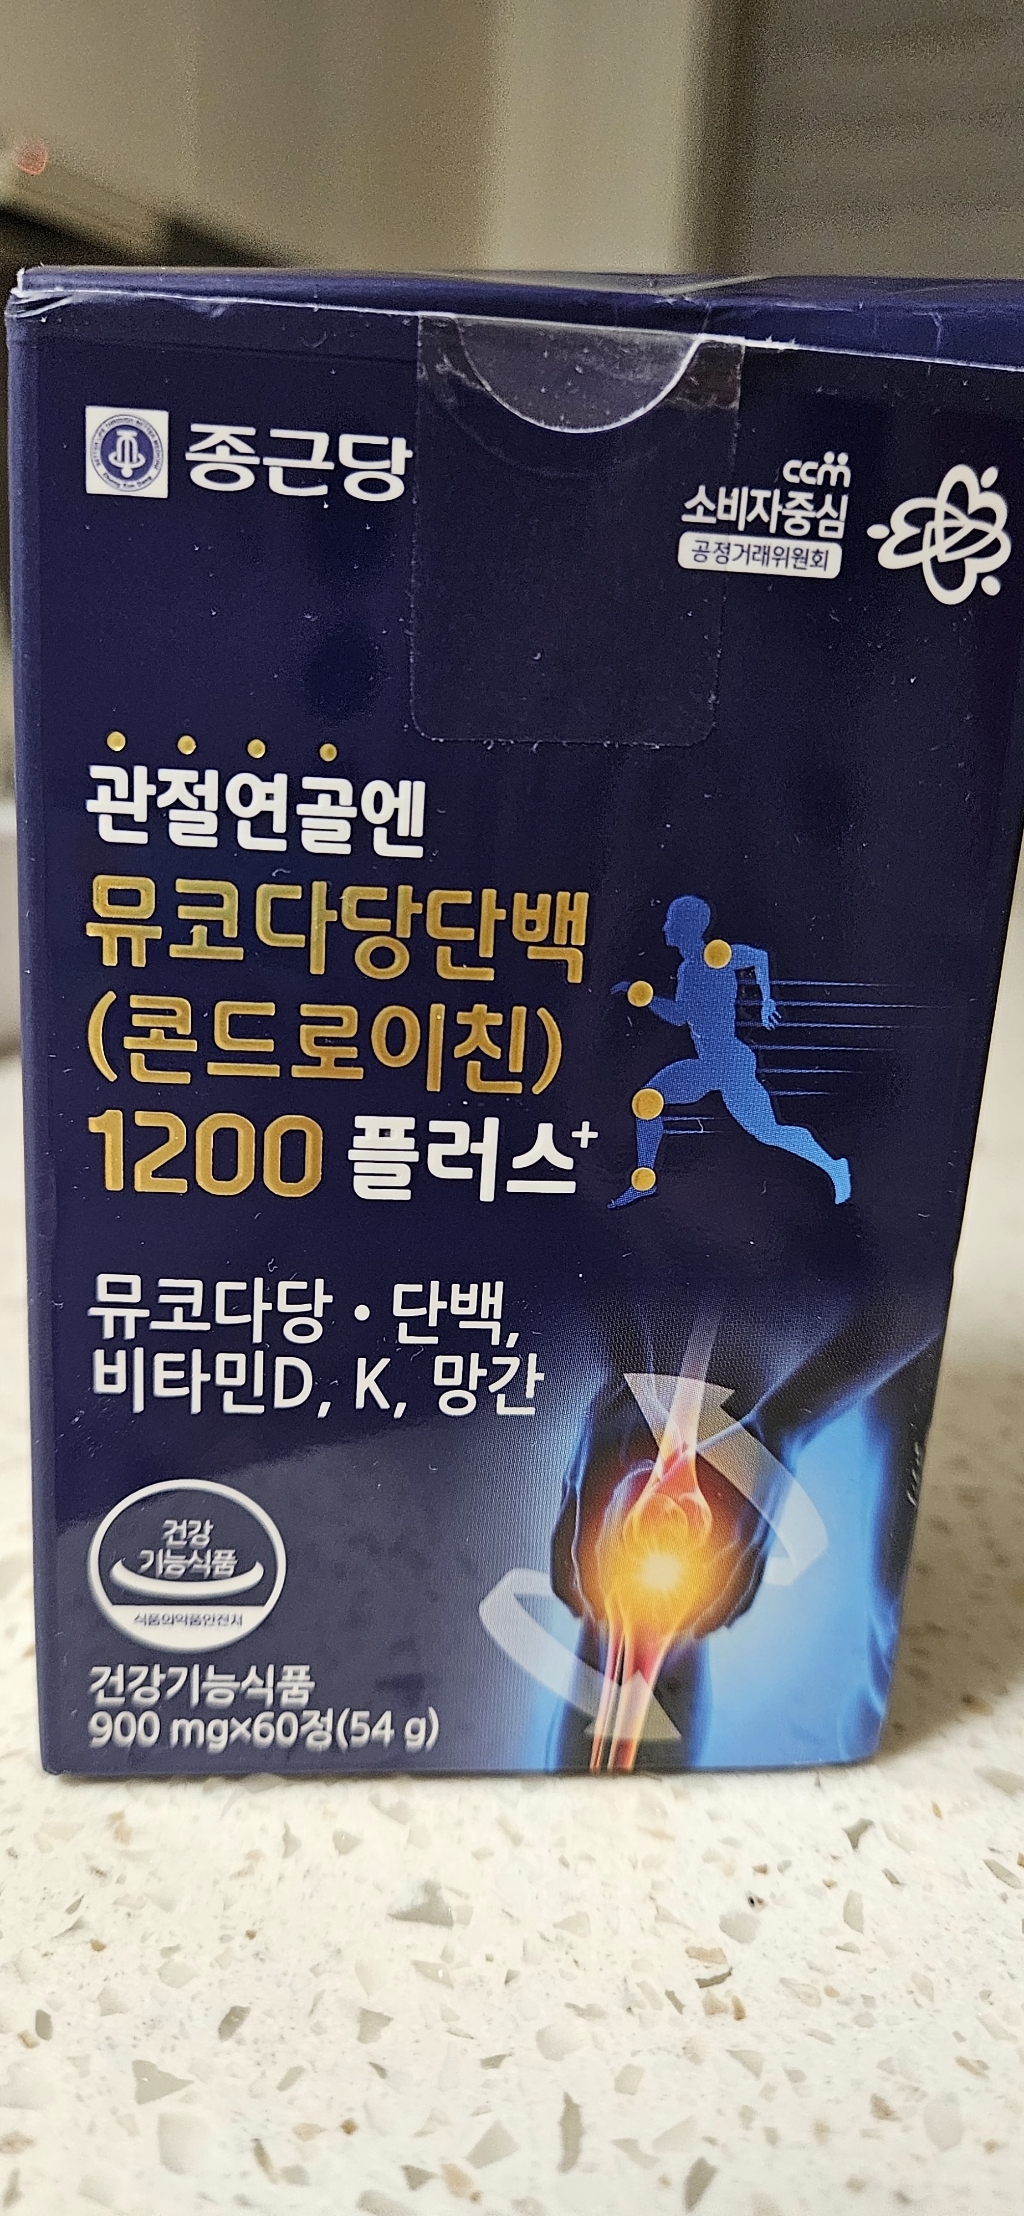 종근당
ccm
소비자중심
공정거래위원회
관절연골엔
뮤코다당단백
(콘드로이친)
1200 플러스+
뮤코다당·단백,
비타민D, K, 망간
건강
기능식품
식품의약품안전처
건강기능식품
900 mg×60정(54 g)